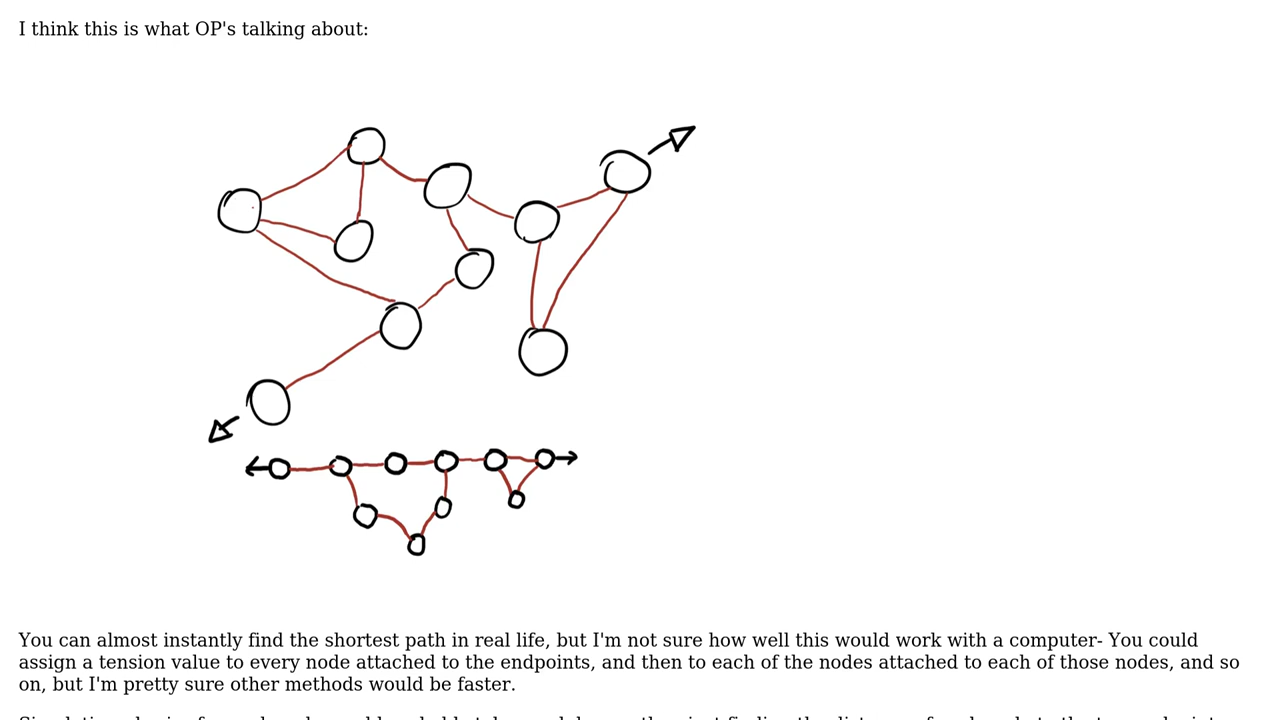 I think this is what OP's talking about:
You can almost instantly find the shortest path in real life, but I'm not sure how well this would work with a computer- You could
assign a tension value to every node attached to the endpoints, and then to each of the nodes attached to each of those nodes, and so
on, but I'm pretty sure other methods would be faster.